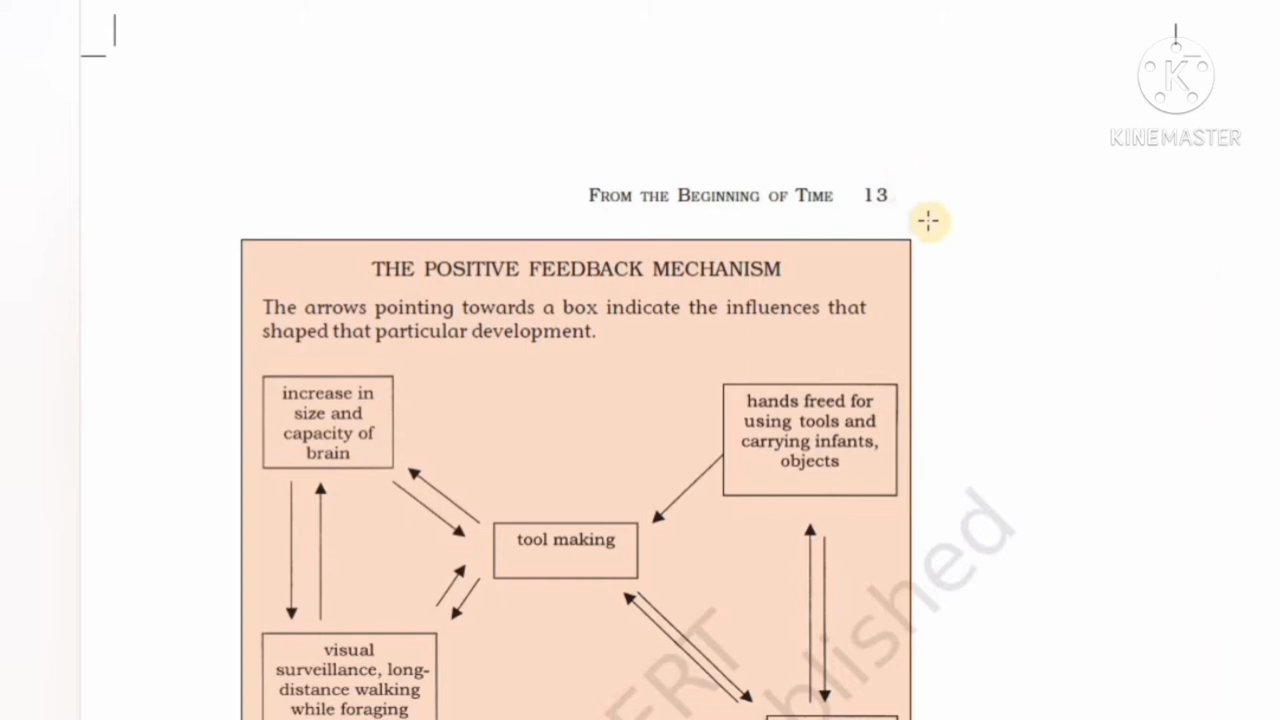 KINEMASTER
FROM THE BEGINNING OF TIME 13
THE POSITIVE FEEDBACK MECHANISM
The arrows pointing towards a box indicate the influences that
shaped that particular development.
increase in
size and
capacity of
brain
hands freed for
using tools and
carrying infants,
objects
tool making
visual
surveillance, long-
distance walking
while foraging